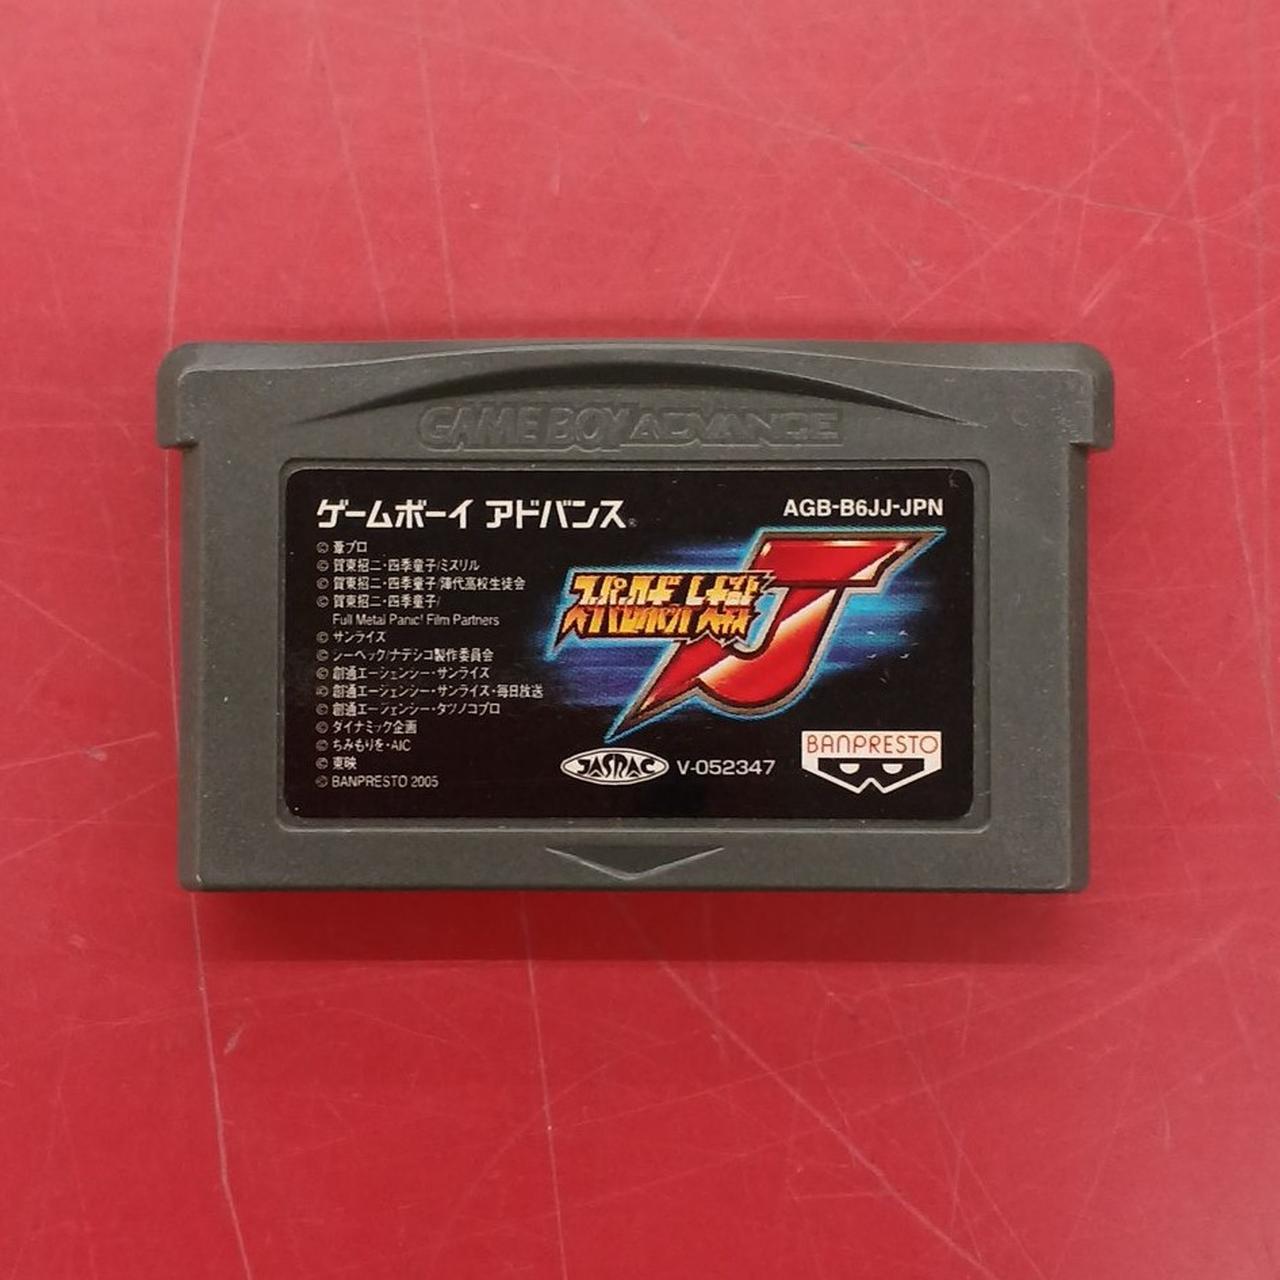 GAME BOY ADVANCE
ゲームボーイ アドバンス®
AGB-B6JJ-JPN
© 葦プロ
© 賀東招二・四季童子/ミスリル
© 賀東招二・四季童子/陣代高校生徒会
© 賀東招二・四季童子/
Full Metal Panic! Film Partners
© サンライズ
© ジーベック/ナデシコ製作委員会
© 創通エージェンシー・サンライズ
© 創通エージェンシー・サンライズ・毎日放送
© 創通エージェンシー・タツノコプロ
© ダイナミック企画
© ちみもりを・AIC
© 東映
© BANPRESTO 2005
スーパーロボット大戦 J
JASRAC V-052347
BANPRESTO